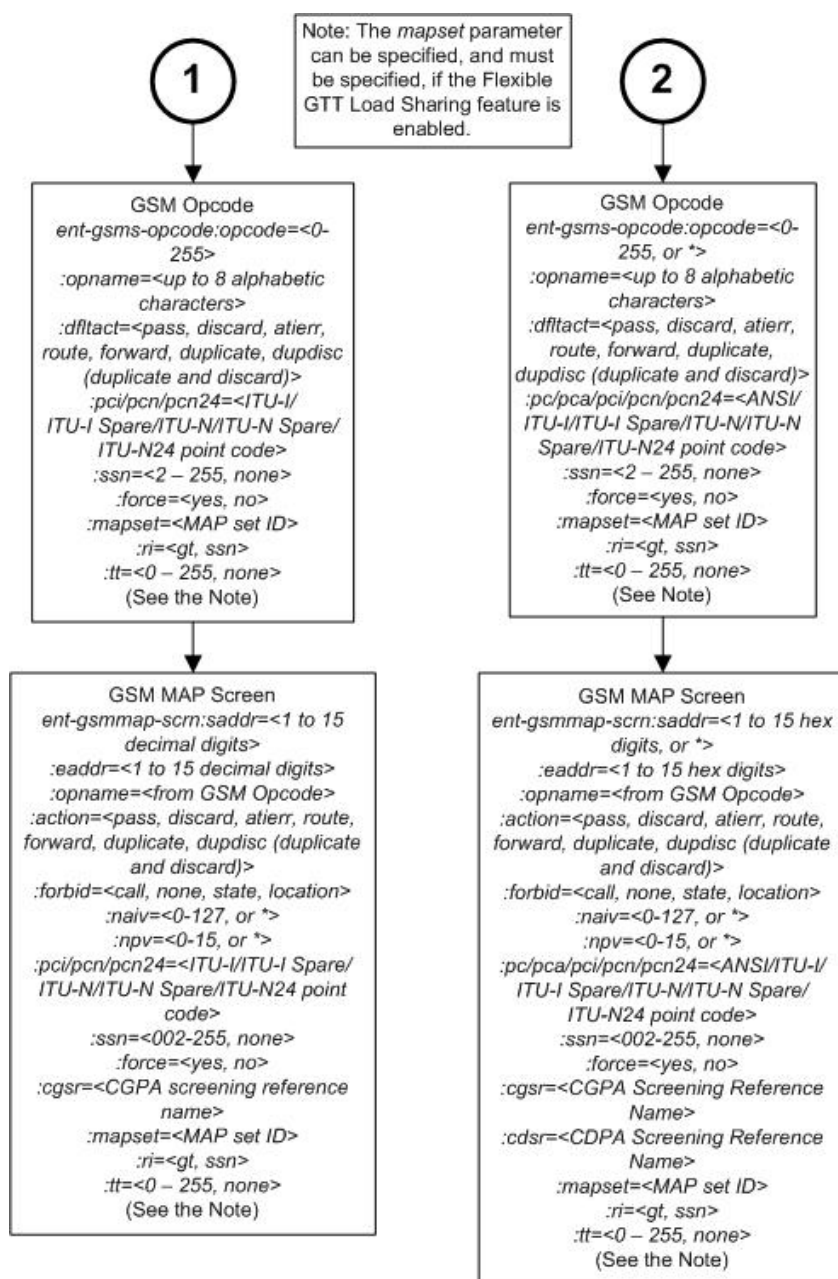 1
Note: The mapset parameter
can be specified, and must
be specified, if the Flexible
GTT Load Sharing feature is
enabled.
2
GSM Opcode
ent-gsms-opcode:opcode=<0-
255>
:opname=<up to 8 alphabetic
characters>
:dfltact=<pass, discard, atierr,
route, forward, duplicate, dupdisc
(duplicate and discard)>
:pci/pcn/pcn24=<ITU-I/
ITU-I Spare/ITU-N/ITU-N Spare/
ITU-N24 point code>
:ssn=<2 – 255, none>
:force=<yes, no>
:mapset=<MAP set ID>
:ri=<gt, ssn>
:tt=<0 – 255, none>
(See the Note)
GSM Opcode
ent-gsms-opcode:opcode=<0-
255, or *>
:opname=<up to 8 alphabetic
characters>
:dfltact=<pass, discard, atierr,
route, forward, duplicate,
dupdisc (duplicate and discard)>
:pc/pca/pci/pcn/pcn24=<ANSI/
ITU-I/ITU-I Spare/ITU-N/ITU-N
Spare/ITU-N24 point code>
:ssn=<2 – 255, none>
:force=<yes, no>
:mapset=<MAP set ID>
:ri=<gt, ssn>
:tt=<0 – 255, none>
(See Note)
GSM MAP Screen
ent-gsmmap-scrn:saddr=<1 to 15
decimal digits>
:eaddr=<1 to 15 decimal digits>
:opname=<from GSM Opcode>
:action=<pass, discard, atierr, route,
forward, duplicate, dupdisc (duplicate
and discard)>
:forbid=<call, none, state, location>
:naiv=<0-127, or *>
:npv=<0-15, or *>
:pci/pcn/pcn24=<ITU-I/ITU-I Spare/
ITU-N/ITU-N Spare/ITU-N24 point
code>
:ssn=<002-255, none>
:force=<yes, no>
:cgsr=<CGPA screening reference
name>
:mapset=<MAP set ID>
:ri=<gt, ssn>
:tt=<0 – 255, none>
(See the Note)
GSM MAP Screen
ent-gsmmap-scrn:saddr=<1 to 15 hex
digits, or *>
:eaddr=<1 to 15 hex digits>
:opname=<from GSM Opcode>
:action=<pass, discard, atierr, route,
forward, duplicate, dupdisc (duplicate
and discard)>
:forbid=<call, none, state, location>
:naiv=<0-127, or *>
:npv=<0-15, or *>
:pc/pca/pci/pcn/pcn24=<ANSI/ITU-I/
ITU-I Spare/ITU-N/ITU-N Spare/
ITU-N24 point code>
:ssn=<002-255, none>
:force=<yes, no>
:cgsr=<CGPA Screening Reference
Name>
:cdsr=<CDPA Screening Reference
Name>
:mapset=<MAP set ID>
:ri=<gt, ssn>
:tt=<0 – 255, none>
(See the Note)